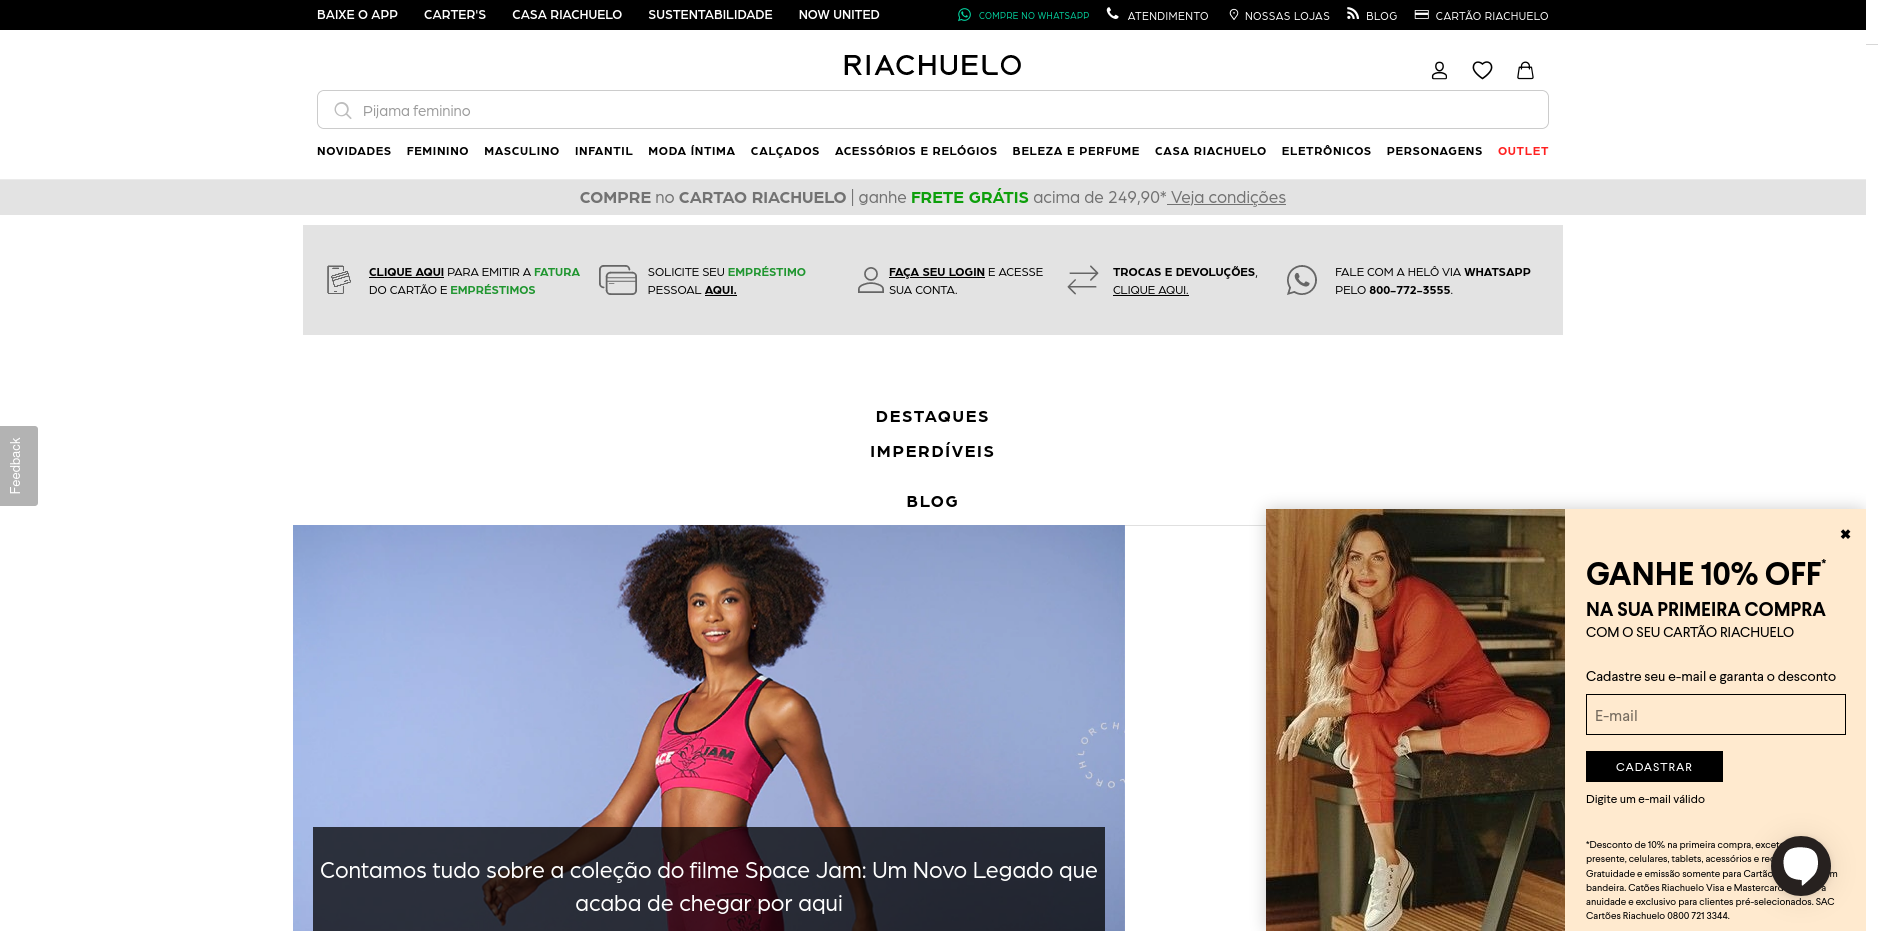 BAIXE O APP CARTER'S CASA RIACHUELO SUSTENTABILIDADE NOW UNITED COMPRE NO WHATSAPP ATENDIMENTO NOSSAS LOJAS BLOG CARTÃO RIACHUELO
RIACHUELO
Pijama feminino
NOVIDADES FEMININO MASCULINO INFANTIL MODA ÍNTIMA CALÇADOS ACESSÓRIOS E RELÓGIOS BELEZA E PERFUME CASA RIACHUELO ELETRÔNICOS PERSONAGENS OUTLET
COMPRE no CARTAO RIACHUELO | ganhe FRETE GRÁTIS acima de 249,90* Veja condições
CLIQUE AQUI PARA EMITIR A FATURA
DO CARTÃO E EMPRÉSTIMOS
SOLICITE SEU EMPRÉSTIMO
PESSOAL AQUI.
FAÇA SEU LOGIN E ACESSE
SUA CONTA.
TROCAS E DEVOLUÇÕES,
CLIQUE AQUI.
FALE COM A HELÔ VIA WHATSAPP
PELO 800-772-3555.
DESTAQUES
IMPERDÍVEIS
Feedback
BLOG
JAM
Contamos tudo sobre a coleção do filme Space Jam: Um Novo Legado que
acaba de chegar por aqui
GANHE 10% OFF*
NA SUA PRIMEIRA COMPRA
COM O SEU CARTÃO RIACHUELO
Cadastre seu e-mail e garanta o desconto
E-mail
CADASTRAR
Digite um e-mail válido
*Desconto de 10% na primeira compra,
presente, celulares, tablets, acessórios e
Gratuidade e emissão somente para
bandeira. Catões Riachuelo Visa e
anuidade e exclusivo para clientes pré-selecionados. SAC
Cartões Riachuelo 0800 721 3344.